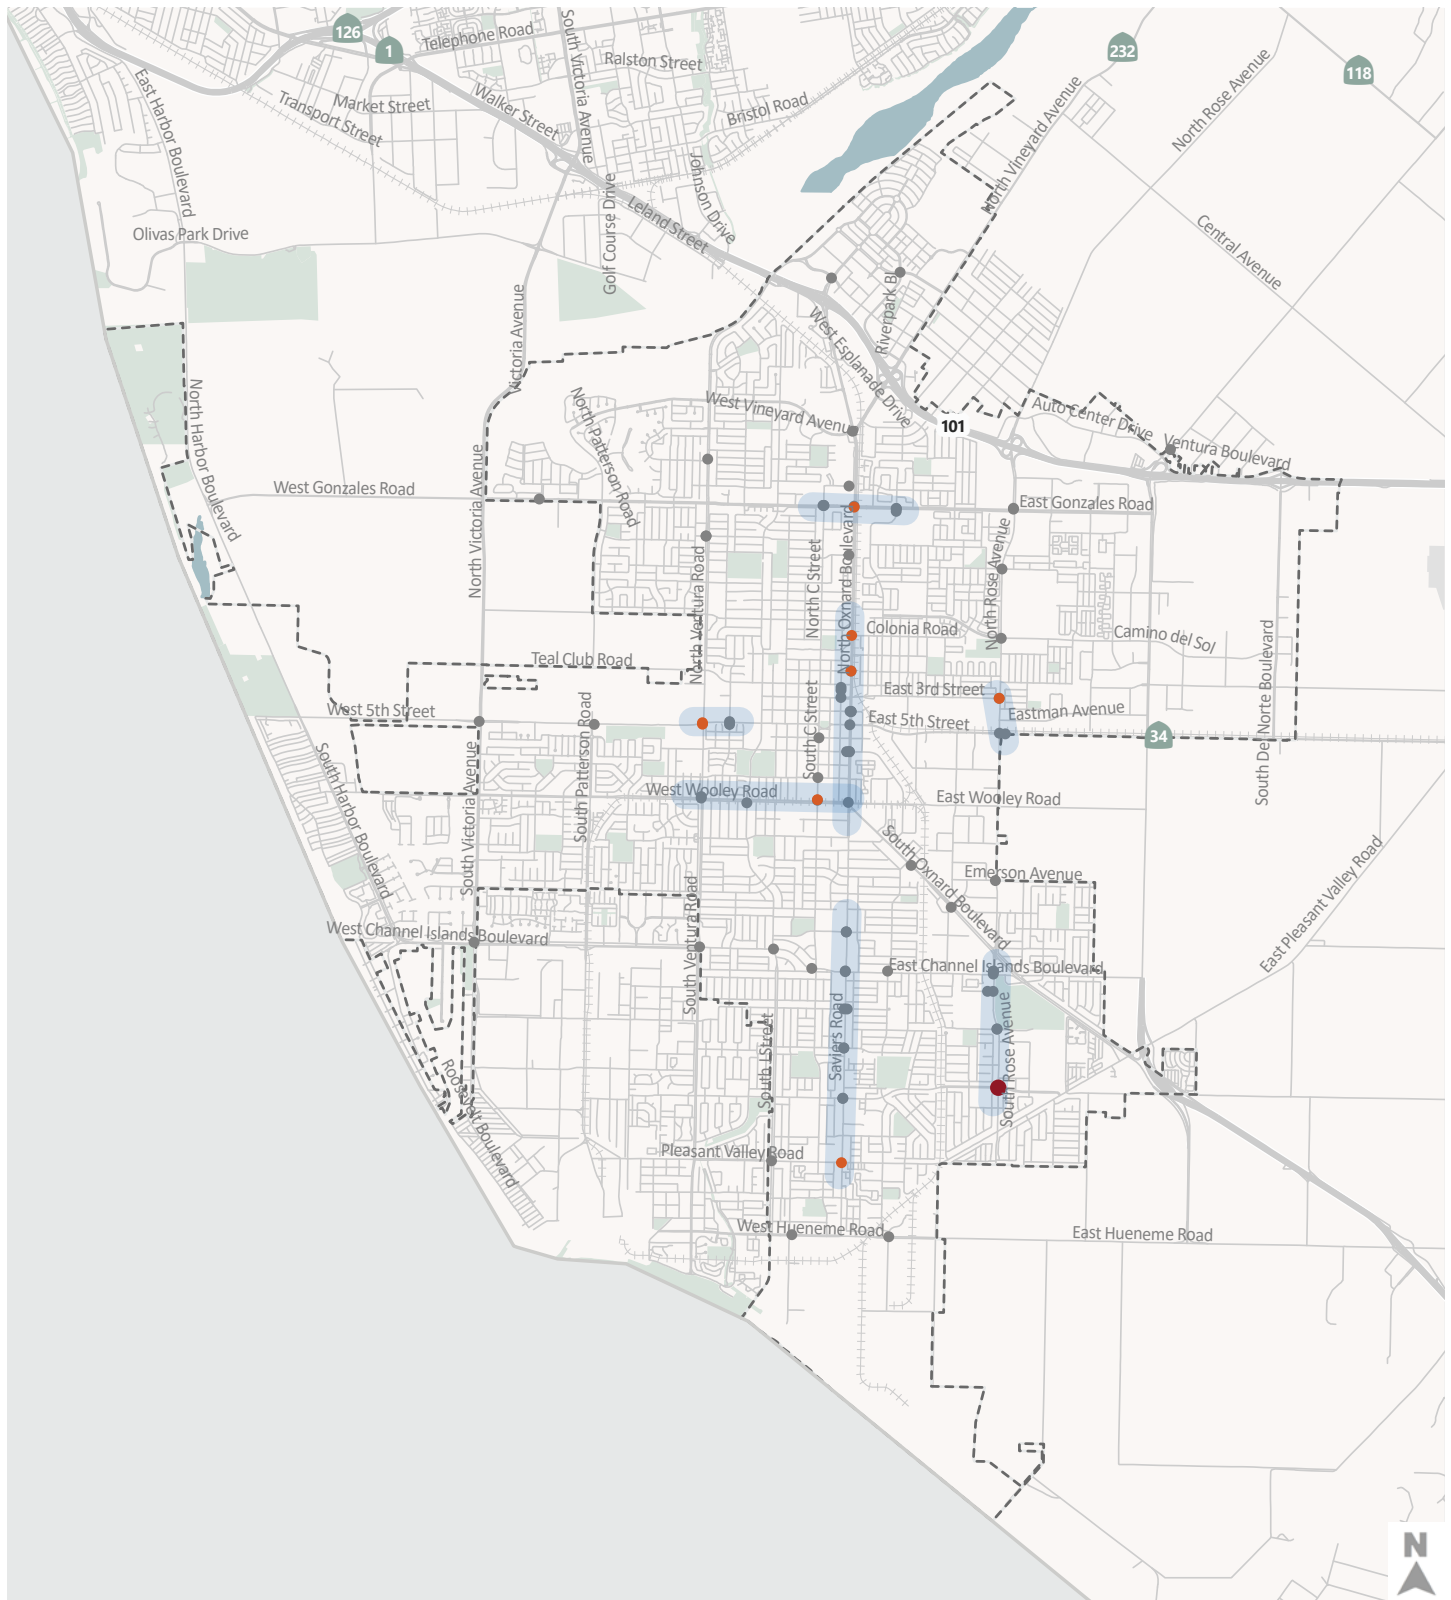 126
1
Telephone Road
South Victoria Avenue
Ralston Street
232
118
East Harbor Boulevard
Transport Street
Market Street
Walker Street
Bristol Road
North Vineyard Avenue
North Rose Avenue
Johnson Drive
Golf Course Drive
Leland Street
Olivas Park Drive
Central Avenue
Victoria Avenue
Riverpark Bl
West Esplanade Drive
North Harbor Boulevard
North Patterson Road
West Vineyard Avenu
101
Auto Center Drive
Ventura Boulevard
West Gonzales Road
East Gonzales Road
North Victoria Avenue
North Ventura Road
North C Street
North Oxnard Boulevard
North Rose Avenue
Colonia Road
Camino del Sol
Teal Club Road
East 3rd Street
South Del Norte Boulevard
West 5th Street
East 5th Street
Eastman Avenue
34
South Harbor Boulevard
South Victoria Avenue
South Patterson Road
South C Street
West Wooley Road
East Wooley Road
South Oxnard Boulevard
Emerson Avenue
East Pleasant Valley Road
West Channel Islands Boulevard
South Ventura Road
East Channel Islands Boulevard
Saviers Road
South Rose Avenue
South J Street
Roosevelt Boulevard
Pleasant Valley Road
West Hueneme Road
East Hueneme Road
N